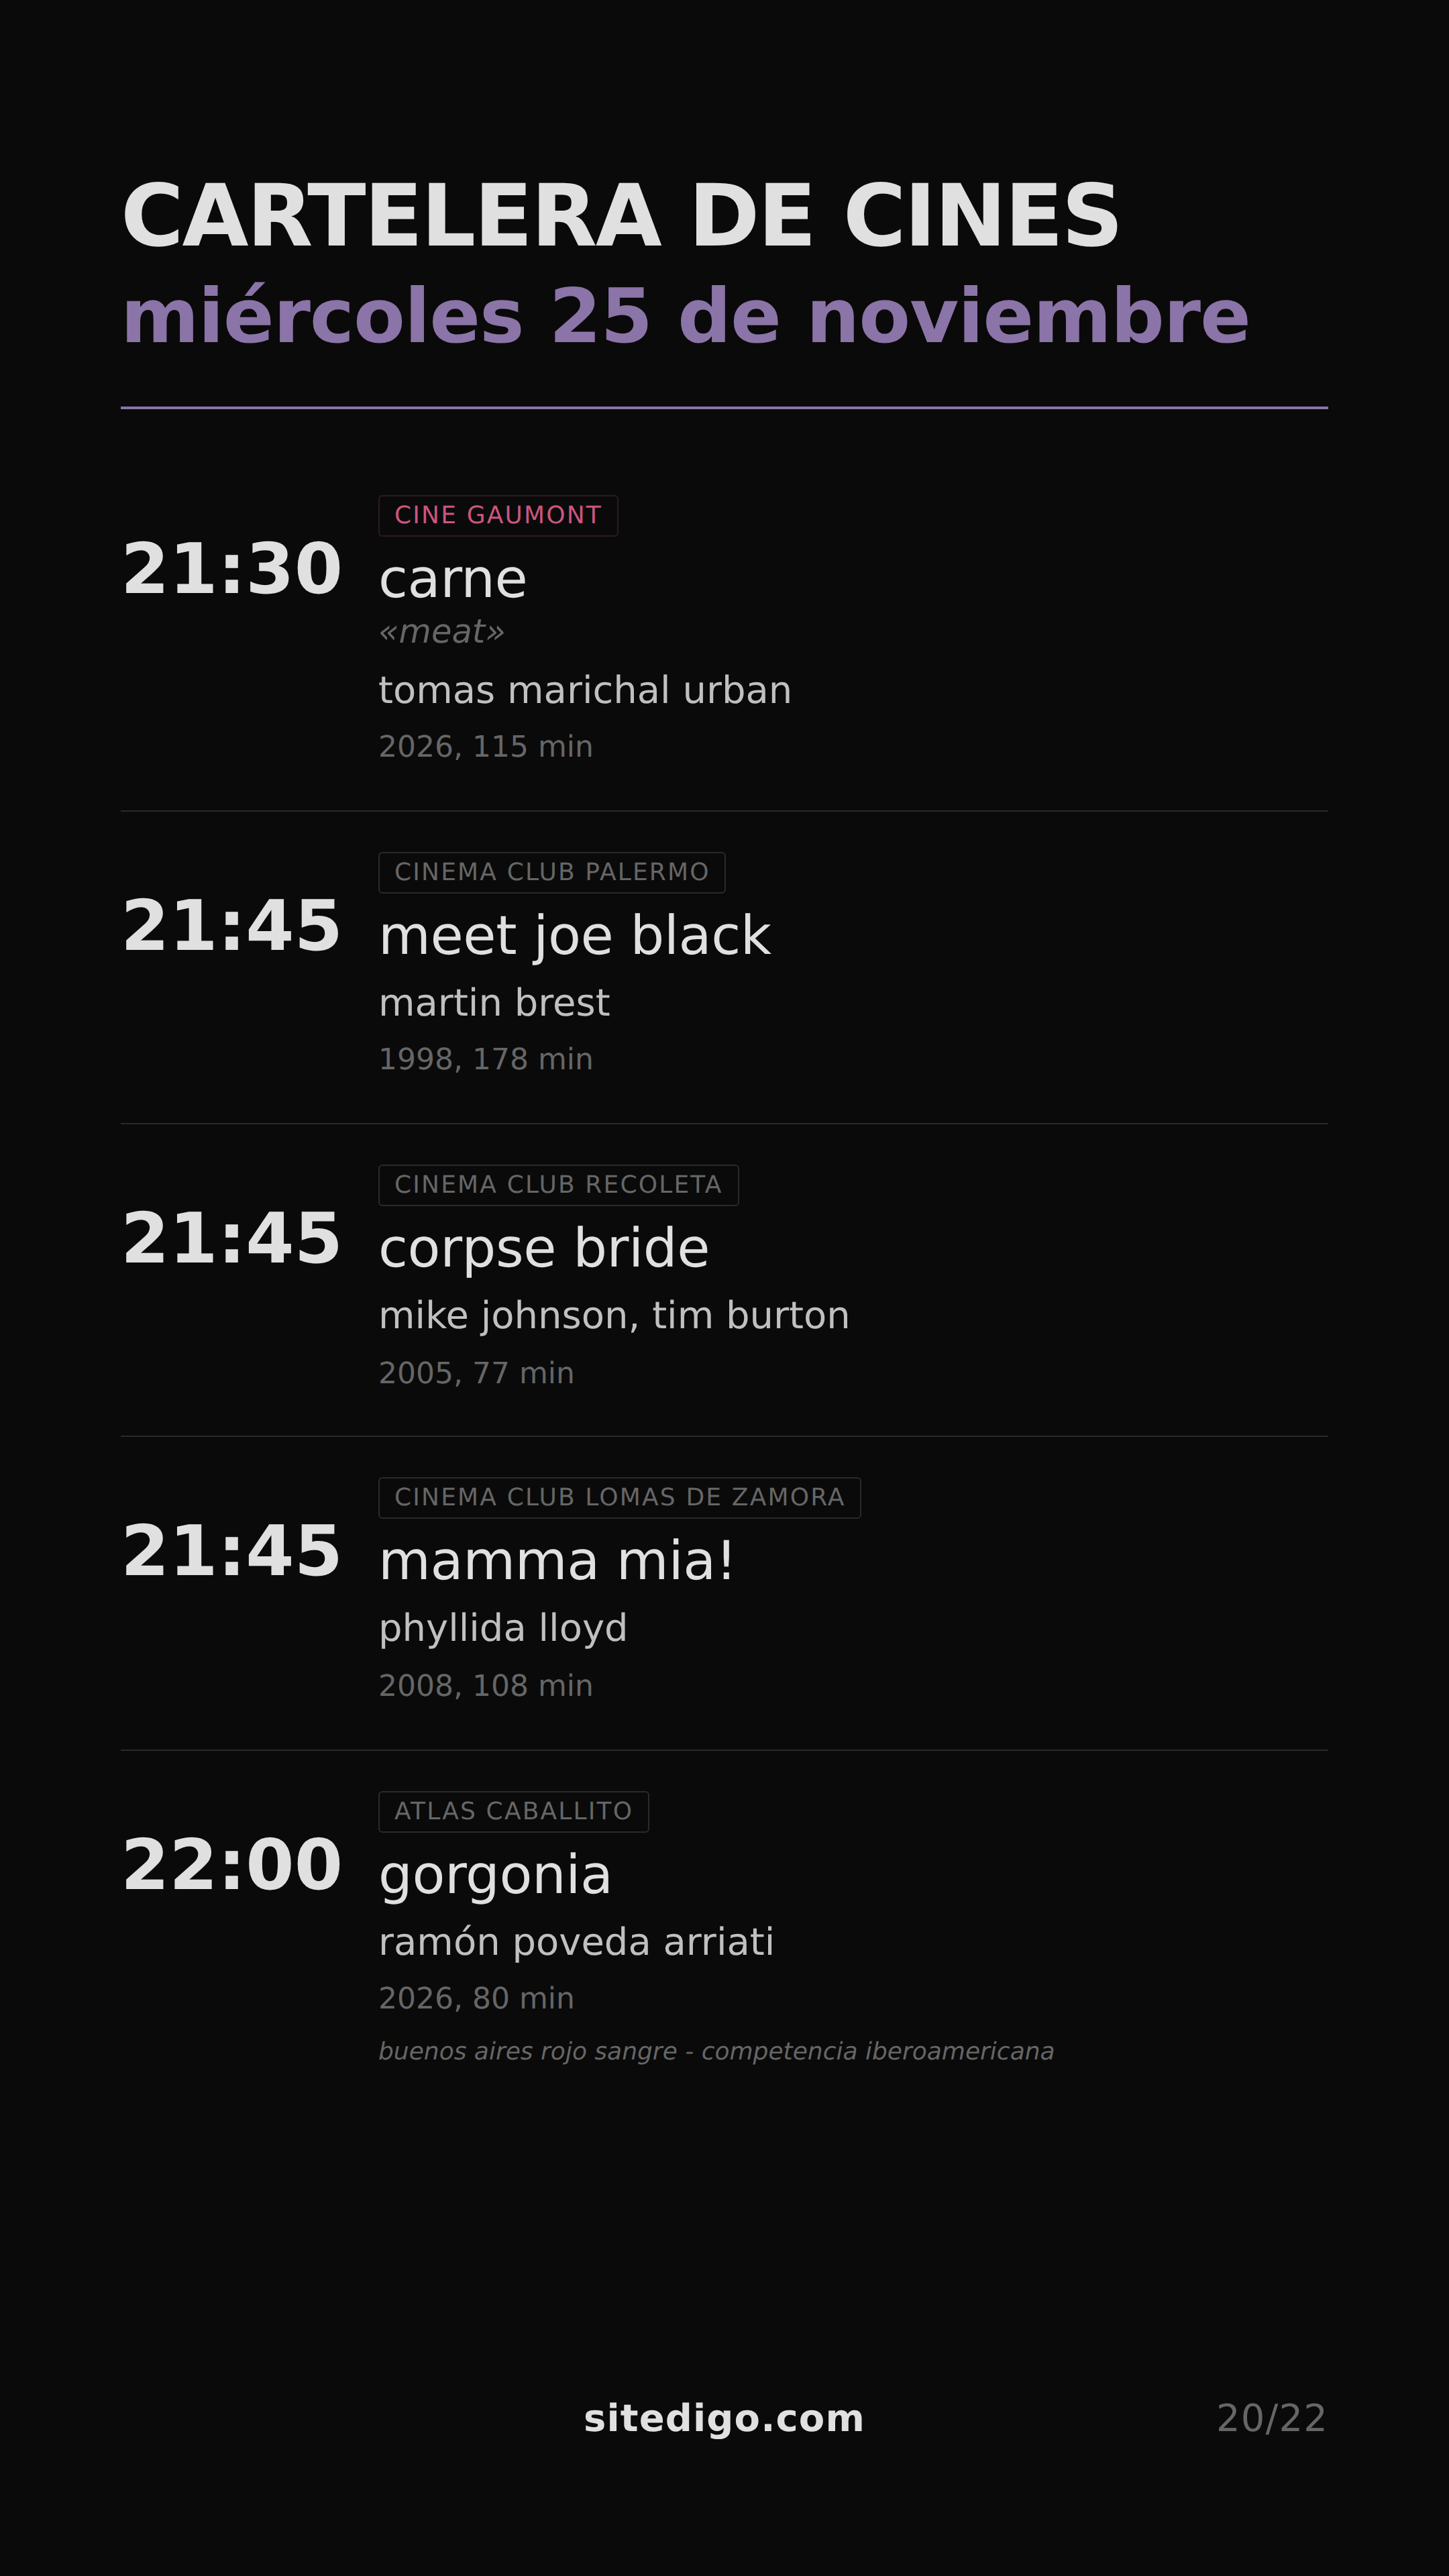 CARTELERA DE CINES
miércoles 25 de noviembre
CINE GAUMONT
21:30
carne
«meat»
tomas marichal urban
2026, 115 min
CINEMA CLUB PALERMO
21:45
meet joe black
martin brest
1998, 178 min
CINEMA CLUB RECOLETA
21:45
corpse bride
mike johnson, tim burton
2005, 77 min
CINEMA CLUB LOMAS DE ZAMORA
21:45
mamma mia!
phyllida lloyd
2008, 108 min
ATLAS CABALLITO
22:00
gorgonia
ramón poveda arriati
2026, 80 min
buenos aires rojo sangre - competencia iberoamericana
sitedigo.com
20/22